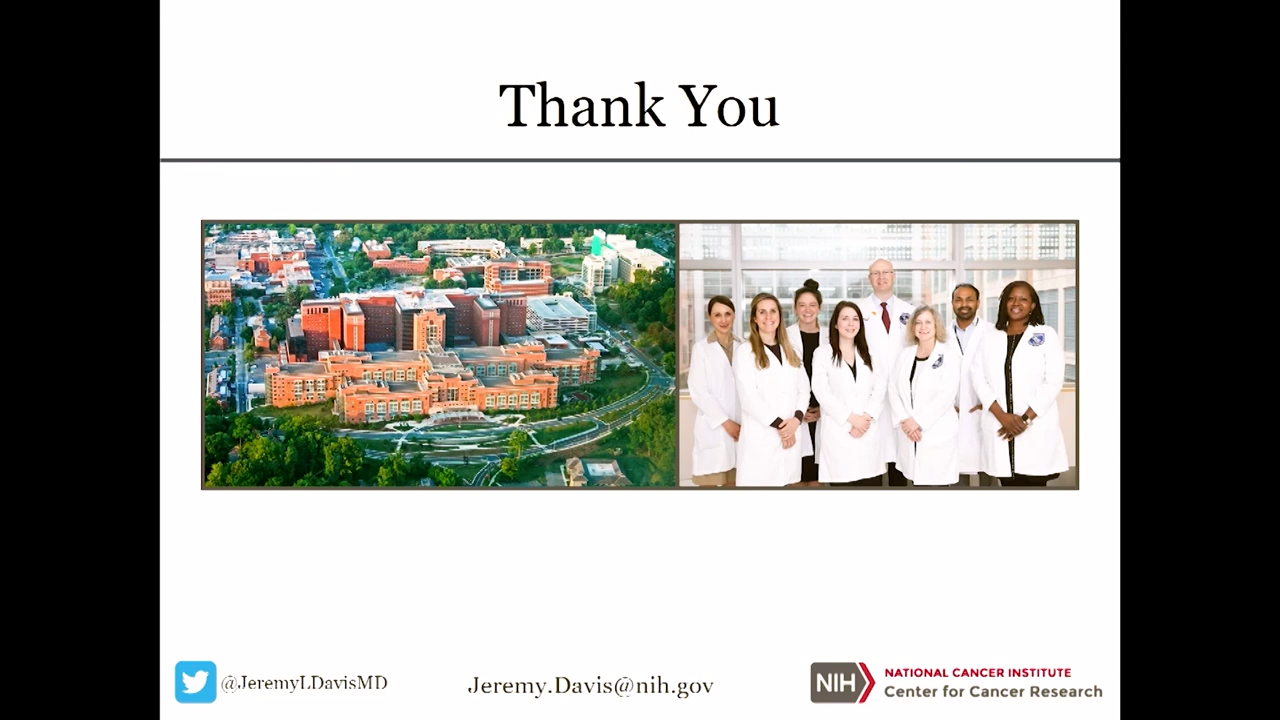 Thank You
@JeremyLDavisMD
Jeremy.Davis@nih.gov
NIH
NATIONAL CANCER INSTITUTE
Center for Cancer Research